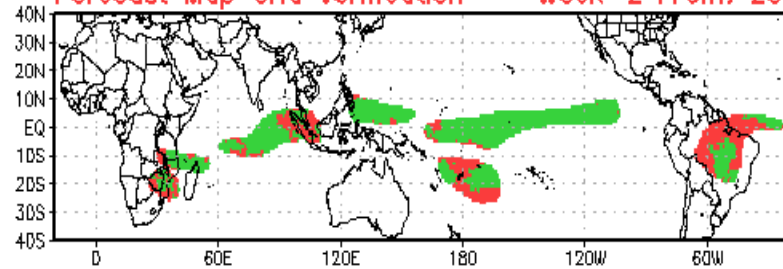 Forecast Map and Verification Week 2 From:
40N
30N
20N
10N
EQ
10S
20S
30S
40S
0 60E 120E 180 120W 60W